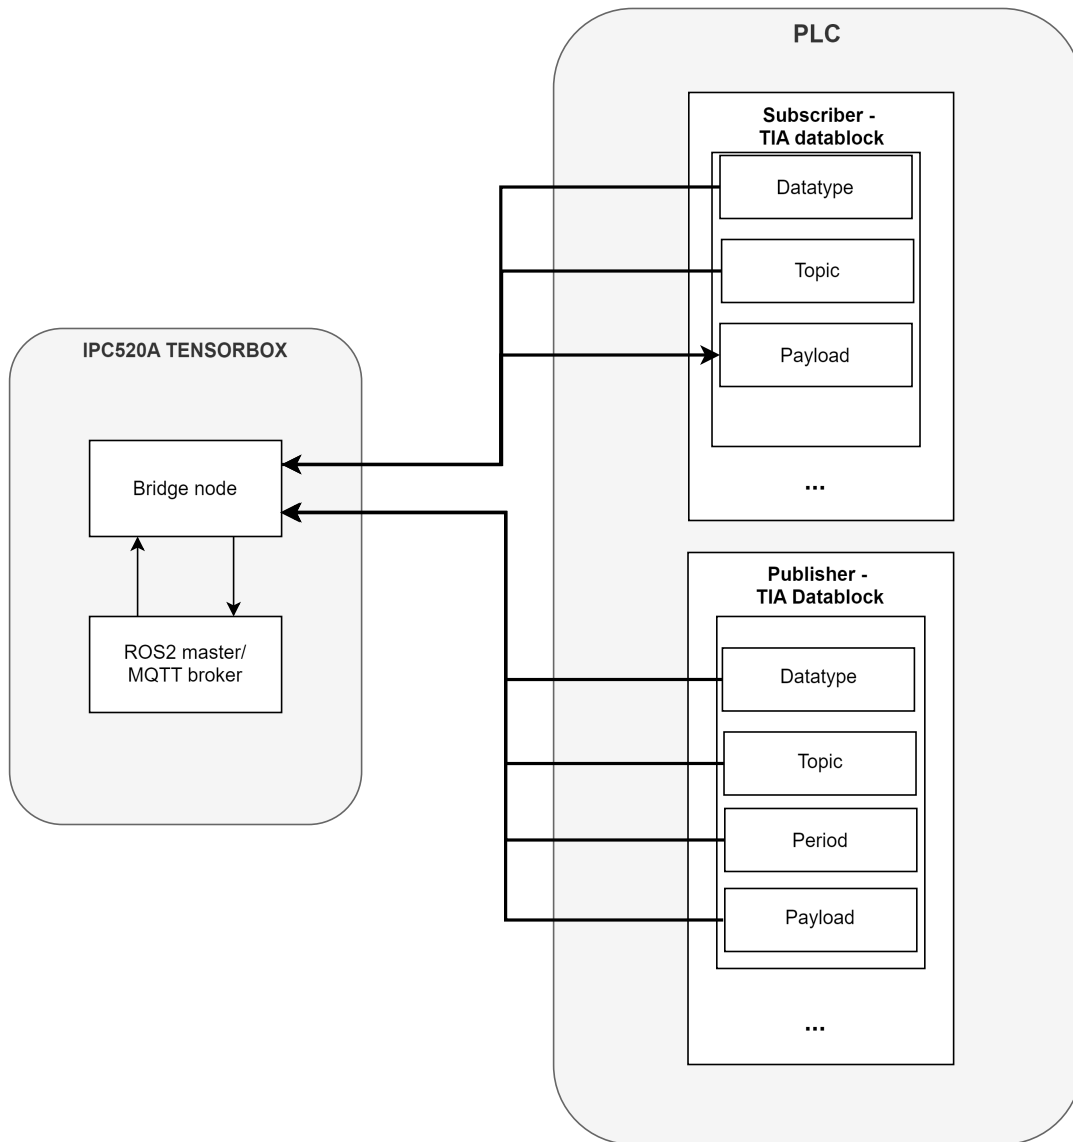 PLC
Subscriber -
TIA datablock
Datatype
Topic
Payload
...
IPC520A TENSORBOX
Bridge node
ROS2 master/
MQTT broker
Publisher -
TIA Datablock
Datatype
Topic
Period
Payload
...